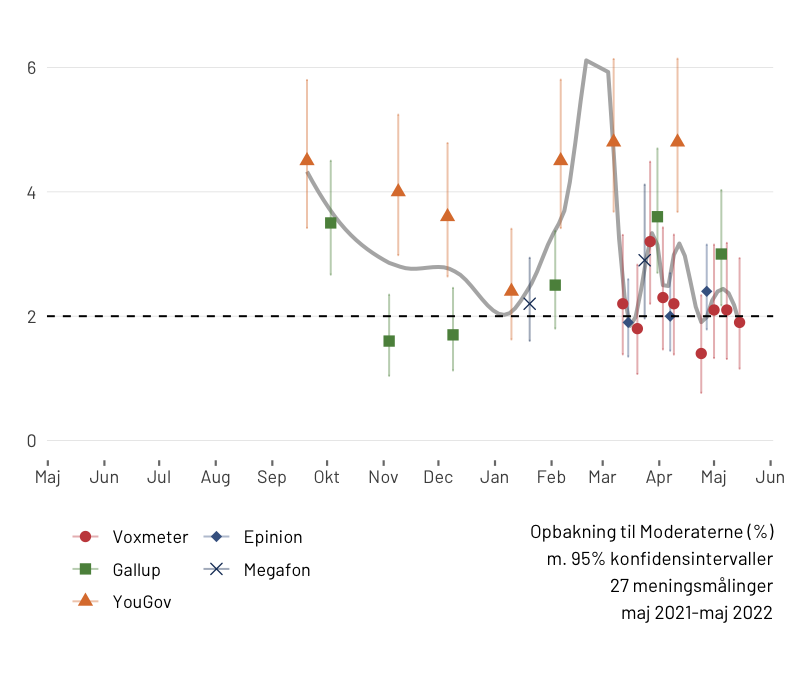 6
4
2
0
Maj Jun Jul Aug Sep Okt Nov Dec Jan Feb Mar Apr Maj Jun
Voxmeter Epinion
Gallup Megafon
YouGov
Opbakning til Moderaterne (%)
m. 95% konfidensintervaller
27 meningsmålinger
maj 2021-maj 2022